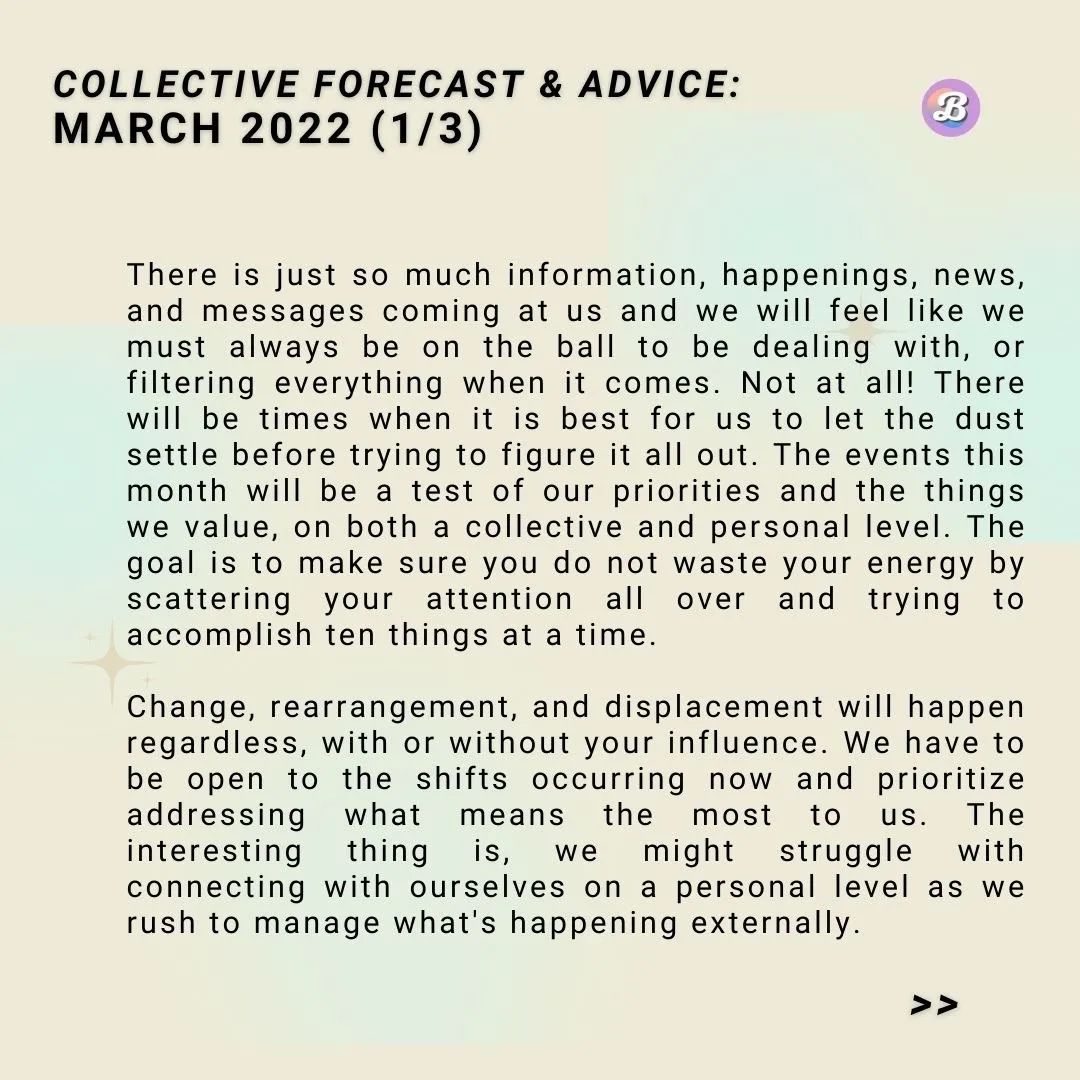 COLLECTIVE FORECAST & ADVICE:
MARCH 2022 (1/3)
B
There is just so much information, happenings, news,
and messages coming at us and we will feel like we
must always be on the ball to be dealing with, or
filtering everything when it comes. Not at all! There
will be times when it is best for us to let the dust
settle before trying to figure it all out. The events this
month will be a test of our priorities and the things
we value, on both a collective and personal level. The
goal is to make sure you do not waste your energy by
scattering your attention all over and trying to
accomplish ten things at a time.
Change, rearrangement, and displacement will happen
regardless, with or without your influence. We have to
be open to the shifts occurring now and prioritize
addressing what means the most to us. The
interesting thing is, we might struggle with
connecting with ourselves on a personal level as we
rush to manage what's happening externally.
>>